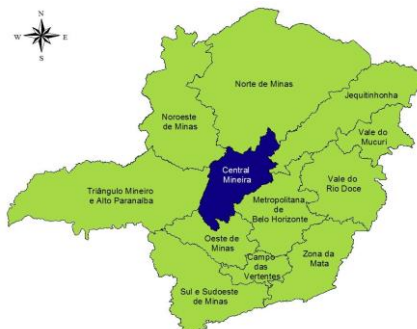 N
W E
S
Norte de Minas
Jequitinhonha
Noroeste
de Minas
Vale do
Mucuri
Central
Mineira
Vale do
Rio Doce
Triângulo Mineiro
e Alto Paranaíba
Metropolitana
de
Belo Horizonte
Oeste de
Minas
Campo
das
Vertentes
Zona da
Mata
Sul e Sudoeste
de Minas